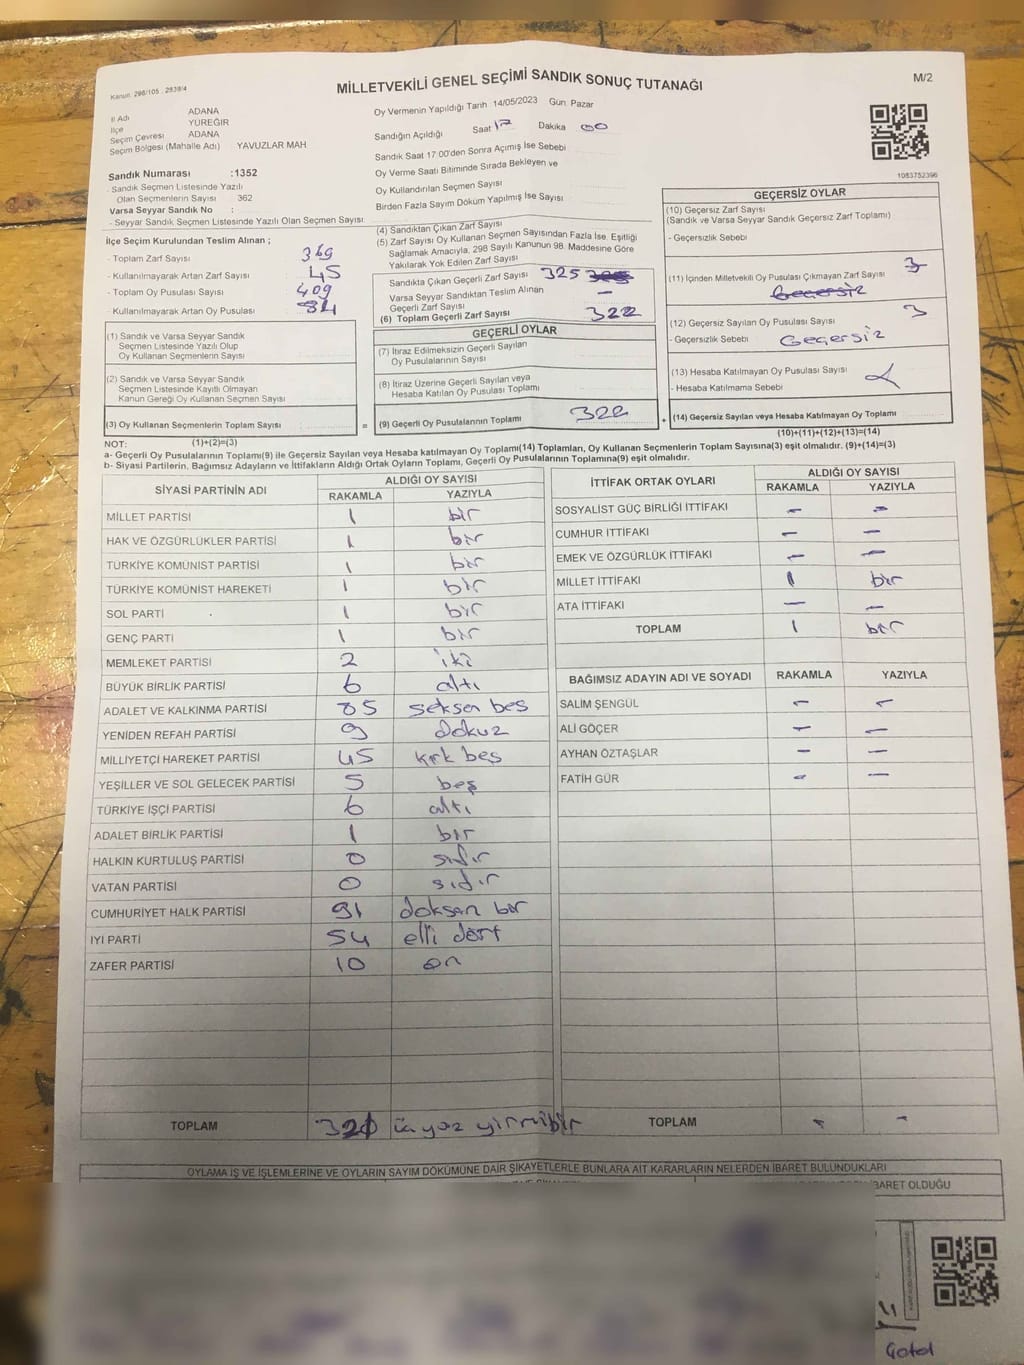 Kanun: 298/105 , 2839/4
MİLLETVEKİLİ GENEL SEÇİMİ SANDIK SONUÇ TUTANAĞI
M/2
İl Adı ADANA
İlçe YÜREĞİR
Seçim Çevresi ADANA
Seçim Bölgesi (Mahalle Adı) YAVUZLAR MAH
Oy Vermenin Yapıldığı Tarih 14/05/2023 Gün Pazar
Sandığın Açıldığı Saat 17 Dakika 00
Sandık Saat 17:00'den Sonra Açılmış İse Sebebi
Oy Verme Saati Bitiminde Sırada Bekleyen ve
Oy Kullandırılan Seçmen Sayısı
Birden Fazla Sayım Döküm Yapılmış İse Sayısı
1083752396
Sandık Numarası :1352
- Sandık Seçmen Listesinde Yazılı
Olan Seçmenlerin Sayısı 362
Varsa Seyyar Sandık No :
- Seyyar Sandık Seçmen Listesinde Yazılı Olan Seçmen Sayısı:
İlçe Seçim Kurulundan Teslim Alınan ;
- Toplam Zarf Sayısı : 369
- Kullanılmayarak Artan Zarf Sayısı : 45
- Toplam Oy Pusulası Sayısı : 409
- Kullanılmayarak Artan Oy Pusulası : 84
(1) Sandık ve Varsa Seyyar Sandık
Seçmen Listesinde Yazılı Olup
Oy Kullanan Seçmenlerin Sayısı
(2) Sandık ve Varsa Seyyar Sandık
Seçmen Listesinde Kayıtlı Olmayan
Kanun Gereği Oy Kullanan Seçmen Sayısı
(3) Oy Kullanan Seçmenlerin Toplam Sayısı
=
(4) Sandıktan Çıkan Zarf Sayısı
(5) Zarf Sayısı Oy Kullanan Seçmen Sayısından Fazla İse, Eşitliği
Sağlamak Amacıyla, 298 Sayılı Kanunun 98. Maddesine Göre
Yakılarak Yok Edilen Zarf Sayısı
Sandıkta Çıkan Geçerli Zarf Sayısı 325
Varsa Seyyar Sandıktan Teslim Alınan
Geçerli Zarf Sayısı -
(6) Toplam Geçerli Zarf Sayısı 322
GEÇERLİ OYLAR
(7) İtiraz Edilmeksizin Geçerli Sayılan
Oy Pusulalarının Sayısı
(8) İtiraz Üzerine Geçerli Sayılan veya
Hesaba Katılan Oy Pusulası Toplamı
(9) Geçerli Oy Pusulalarının Toplamı 322
+
GEÇERSİZ OYLAR
(10) Geçersiz Zarf Sayısı
(Sandık ve Varsa Seyyar Sandık Geçersiz Zarf Toplamı)
- Geçersizlik Sebebi
(11) İçinden Milletvekili Oy Pusulası Çıkmayan Zarf Sayısı 3
Geçersiz
(12) Geçersiz Sayılan Oy Pusulası Sayısı 3
- Geçersizlik Sebebi Geçersiz
(13) Hesaba Katılmayan Oy Pusulası Sayısı
- Hesaba Katılmama Sebebi
(14) Geçersiz Sayılan veya Hesaba Katılmayan Oy Toplamı
NOT: (1)+(2)=(3)
(10)+(11)+(12)+(13)=(14)
a- Geçerli Oy Pusulalarının Toplamı(9) ile Geçersiz Sayılan veya Hesaba katılmayan Oy Toplamı(14) Toplamları, Oy Kullanan Seçmenlerin Toplam Sayısına(3) eşit olmalıdır. (9)+(14)=(3)
b- Siyasi Partilerin, Bağımsız Adayların ve İttifakların Aldığı Ortak Oyların Toplamı, Geçerli Oy Pusulalarının Toplamına(9) eşit olmalıdır.
SİYASİ PARTİNİN ADI ALDIĞI OY SAYISI
RAKAMLA YAZIYLA
MİLLET PARTİSİ 1 bir
HAK VE ÖZGÜRLÜKLER PARTİSİ 1 bir
TÜRKİYE KOMÜNİST PARTİSİ 1 bir
TÜRKİYE KOMÜNİST HAREKETİ 1 bir
SOL PARTİ 1 bir
GENÇ PARTİ 1 bir
MEMLEKET PARTİSİ 2 iki
BÜYÜK BİRLİK PARTİSİ 6 altı
ADALET VE KALKINMA PARTİSİ 85 seksen beş
YENİDEN REFAH PARTİSİ 9 dokuz
MİLLİYETÇİ HAREKET PARTİSİ 45 kırk beş
YEŞİLLER VE SOL GELECEK PARTİSİ 5 beş
TÜRKİYE İŞÇİ PARTİSİ 6 altı
ADALET BİRLİK PARTİSİ 1 bir
HALKIN KURTULUŞ PARTİSİ 0 sıfır
VATAN PARTİSİ 0 sıdır
CUMHURİYET HALK PARTİSİ 91 doksan bir
İYİ PARTİ 54 elli dört
ZAFER PARTİSİ 10 on
TOPLAM 321 üçyüz yirmibir
İTTİFAK ORTAK OYLARI ALDIĞI OY SAYISI
RAKAMLA YAZIYLA
SOSYALİST GÜÇ BİRLİĞİ İTTİFAKI - -
CUMHUR İTTİFAKI - -
EMEK VE ÖZGÜRLÜK İTTİFAKI - -
MİLLET İTTİFAKI 1 bir
ATA İTTİFAKI - -
TOPLAM 1 bir
BAĞIMSIZ ADAYIN ADI VE SOYADI RAKAMLA YAZIYLA
SALİM ŞENGÜL - -
ALİ GÖÇER - -
AYHAN ÖZTAŞLAR - -
FATİH GÜR - -
TOPLAM - -
OYLAMA İŞ VE İŞLEMLERİNE VE OYLARIN SAYIM DÖKÜMÜNE DAİR ŞİKAYETLERLE BUNLARA AİT KARARLARIN NELERDEN İBARET BULUNDUKLARI
İBARET OLDUĞU